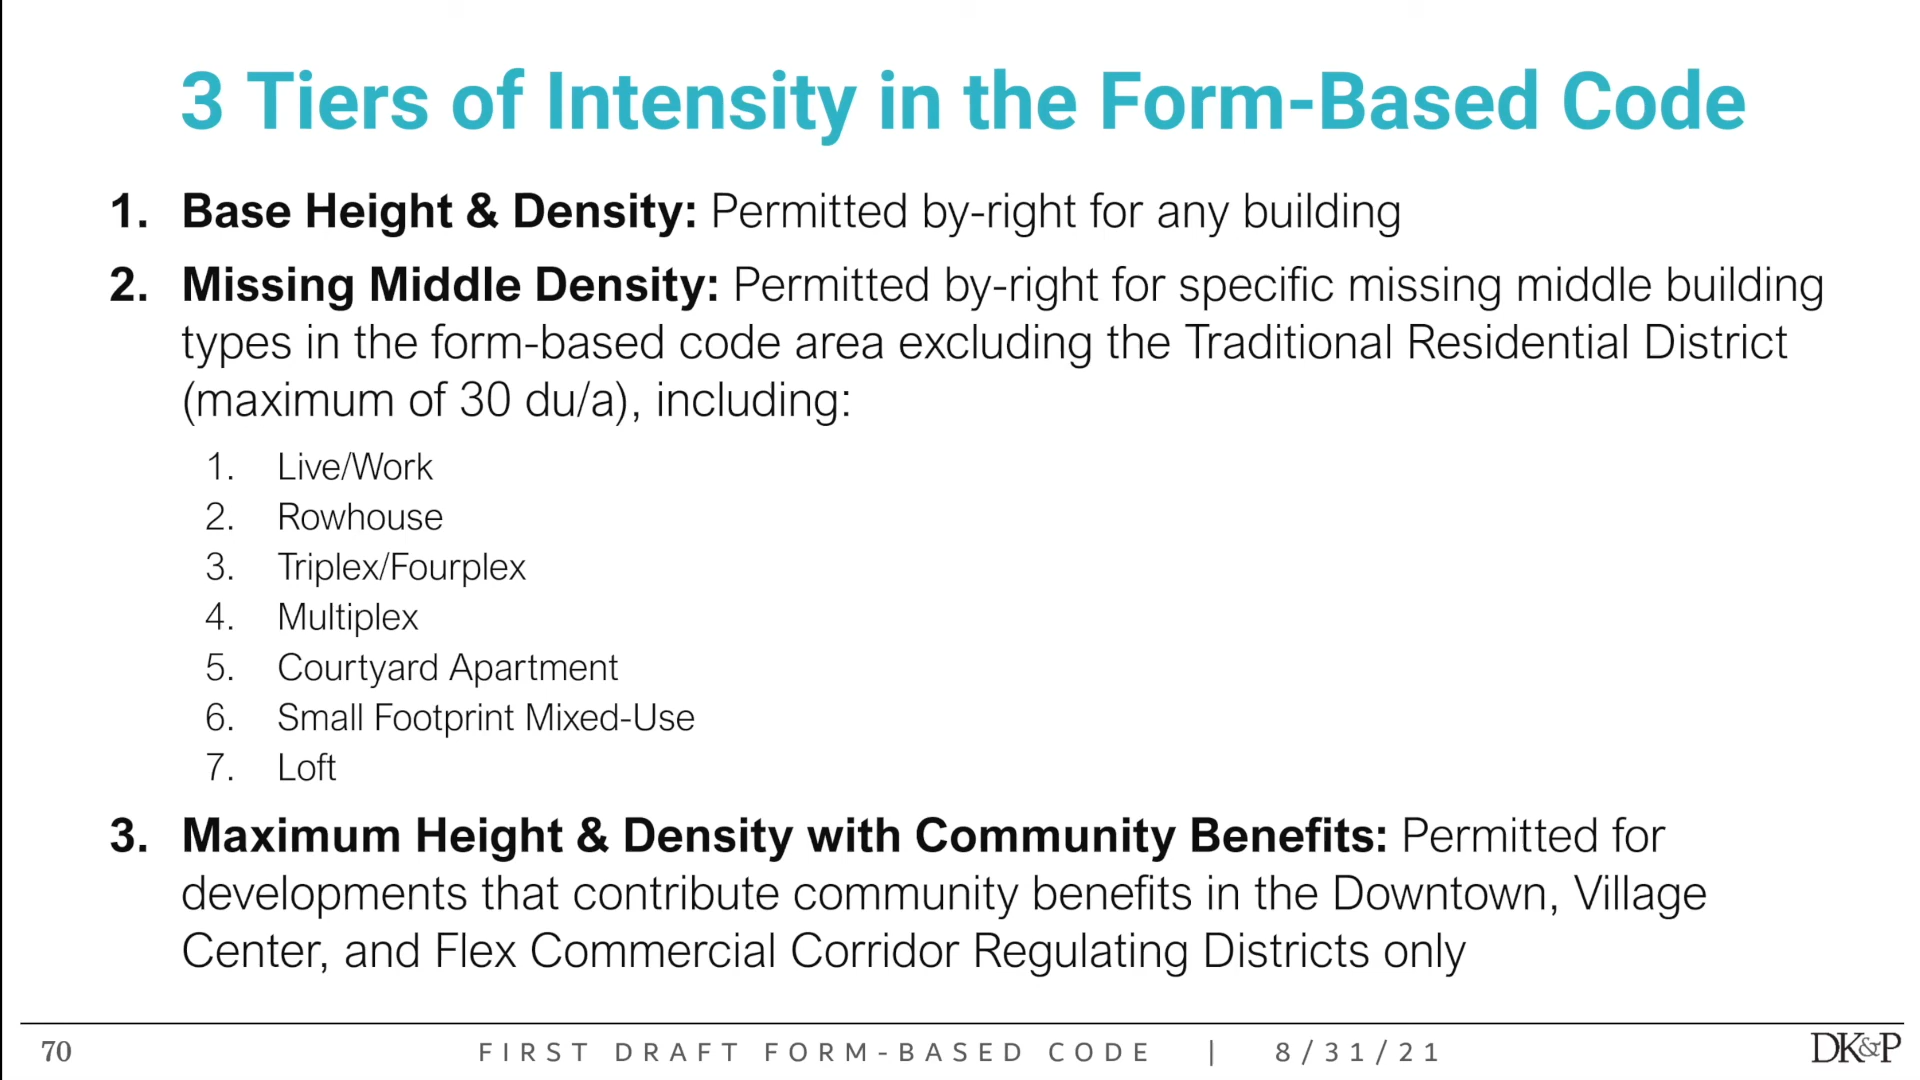 3 Tiers of Intensity in the Form-Based Code
1. Base Height & Density: Permitted by-right for any building
2. Missing Middle Density: Permitted by-right for specific missing middle building
types in the form-based code area excluding the Traditional Residential District
(maximum of 30 du/a), including:
1. Live/Work
2. Rowhouse
3. Triplex/Fourplex
4. Multiplex
5. Courtyard Apartment
6. Small Footprint Mixed-Use
7. Loft
3. Maximum Height & Density with Community Benefits: Permitted for
developments that contribute community benefits in the Downtown, Village
Center, and Flex Commercial Corridor Regulating Districts only
70 FIRST DRAFT FORM-BASED CODE | 8/31/21 DK&P